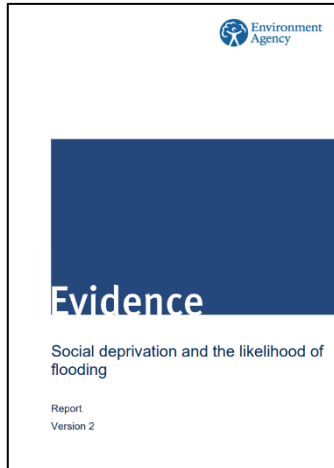 Environment
Agency
Evidence
Social deprivation and the likelihood of
flooding
Report
Version 2